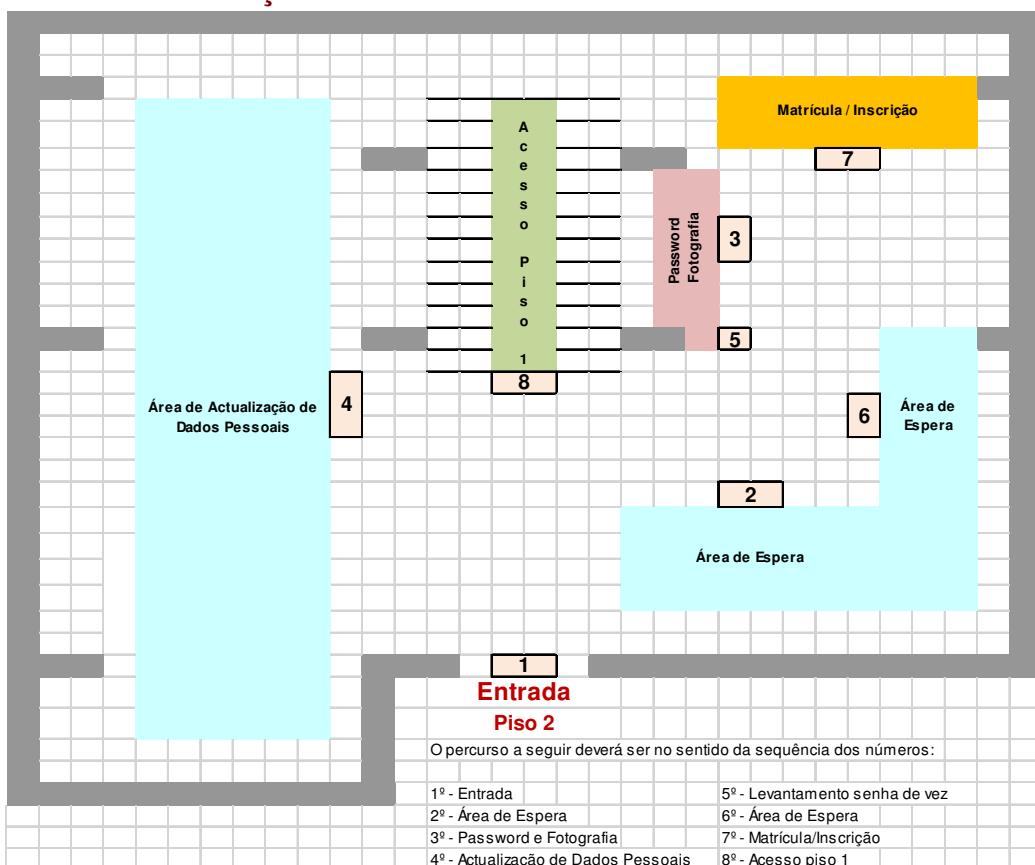 Matrícula / Inscrição
7
Acesso Piso 1
Password
Fotografia
3
5
8
4
Área de Actualização de
Dados Pessoais
6
Área de
Espera
2
Área de Espera
1
Entrada
Piso 2
O percurso a seguir deverá ser no sentido da sequência dos números:
1º - Entrada
2º - Área de Espera
3º - Password e Fotografia
4º - Actualização de Dados Pessoais
5º - Levantamento senha de vez
6º - Área de Espera
7º - Matrícula/Inscrição
8º - Acesso piso 1